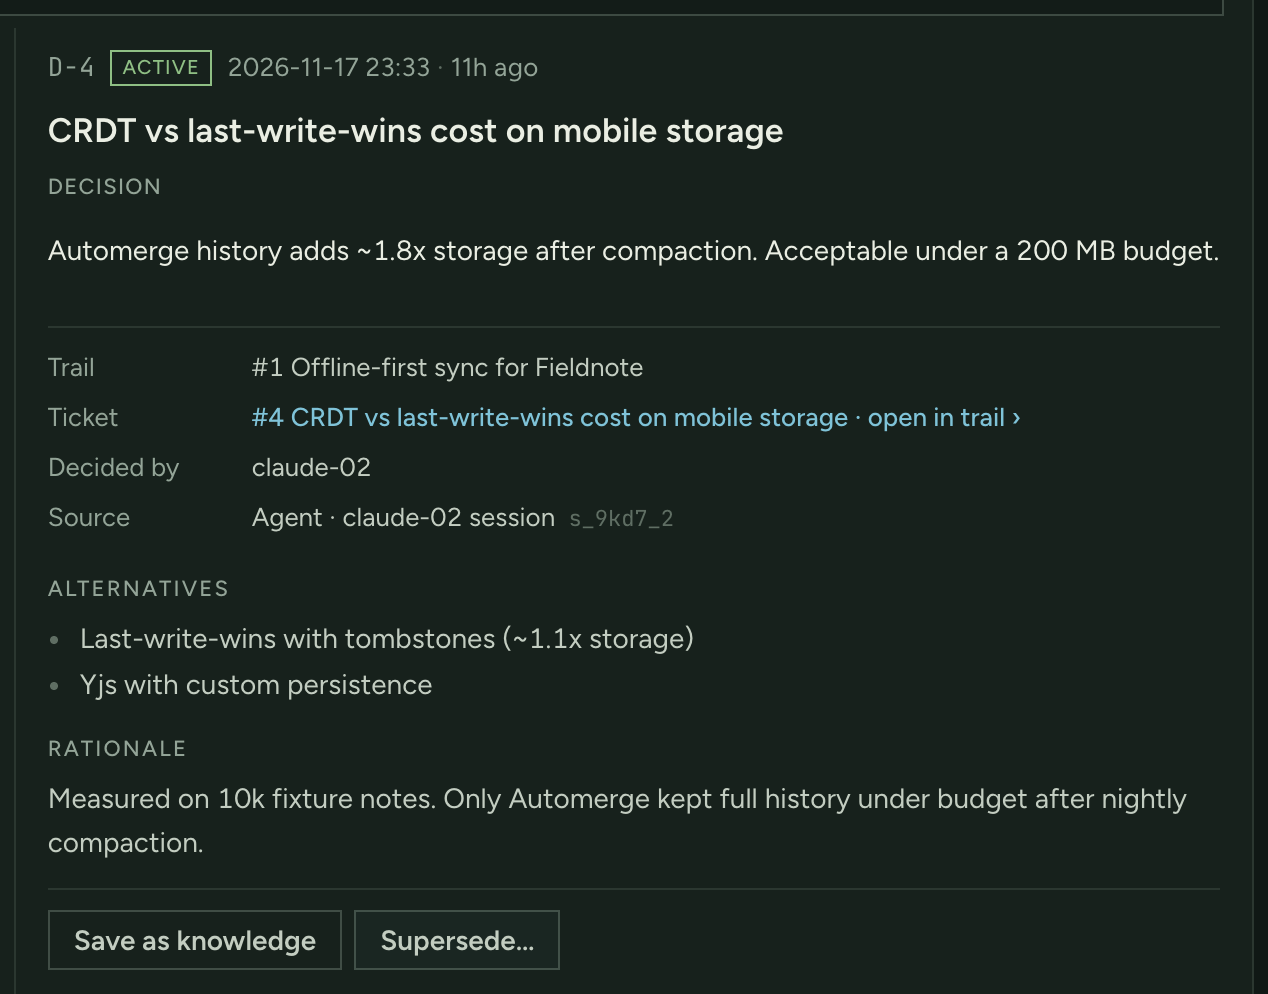 D-4 ACTIVE 2026-11-17 23:33 · 11h ago
CRDT vs last-write-wins cost on mobile storage
DECISION
Automerge history adds ~1.8x storage after compaction. Acceptable under a 200 MB budget.
Trail #1 Offline-first sync for Fieldnote
Ticket #4 CRDT vs last-write-wins cost on mobile storage · open in trail ›
Decided by claude-02
Source Agent · claude-02 session s_9kd7_2
ALTERNATIVES
• Last-write-wins with tombstones (~1.1x storage)
• Yjs with custom persistence
RATIONALE
Measured on 10k fixture notes. Only Automerge kept full history under budget after nightly
compaction.
Save as knowledge Supersede...